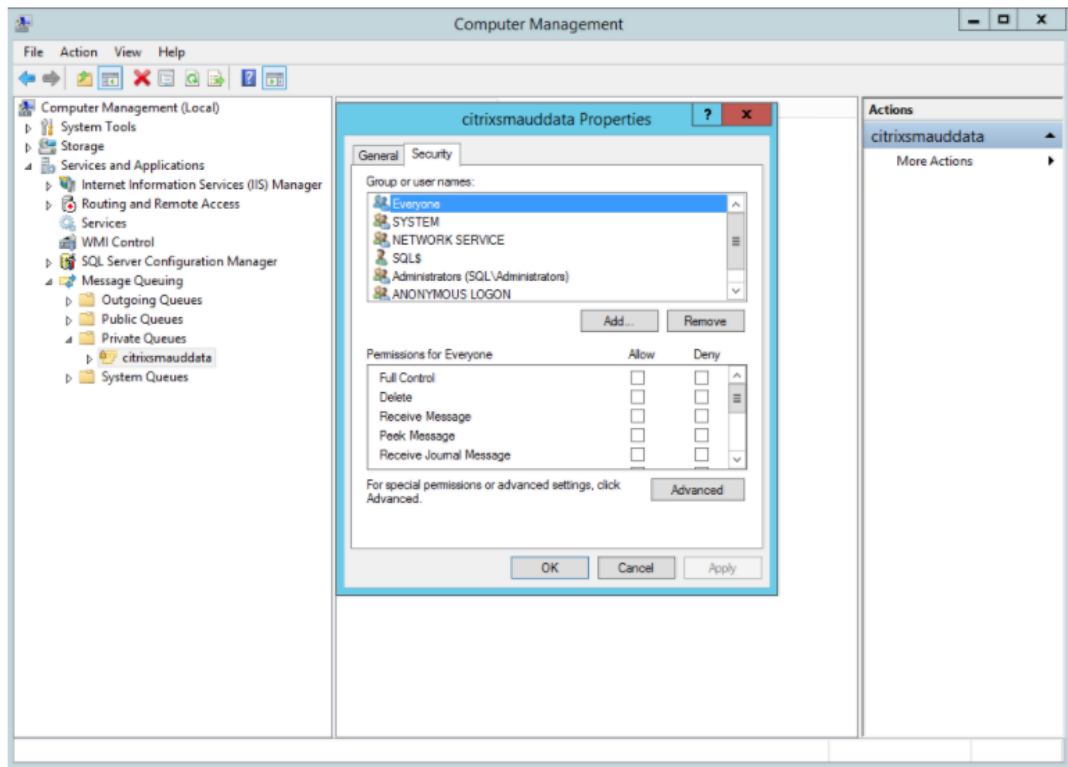 Computer Management
File Action View Help
Computer Management (Local)
System Tools
Storage
Services and Applications
Internet Information Services (IIS) Manager
Routing and Remote Access
Services
WMI Control
SQL Server Configuration Manager
Message Queuing
Outgoing Queues
Public Queues
Private Queues
citrixsmauddata
System Queues
citrixsmauddata Properties
General Security
Group or user names:
Everyone
SYSTEM
NETWORK SERVICE
SQL$
Administrators (SQL\Administrators)
ANONYMOUS LOGON
Add... Remove
Permissions for Everyone Allow Deny
Full Control
Delete
Receive Message
Peek Message
Receive Journal Message
For special permissions or advanced settings, click
Advanced.
Advanced
OK Cancel Apply
Actions
citrixsmauddata
More Actions